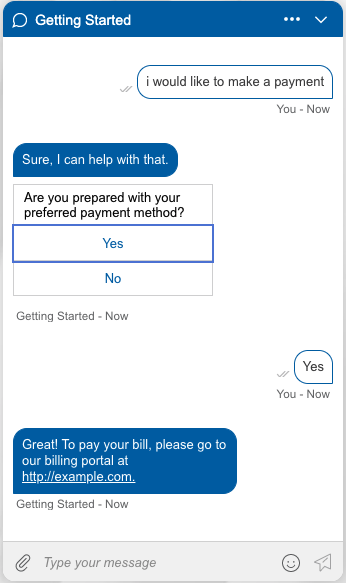 Getting Started
i would like to make a payment
You - Now
Sure, I can help with that.
Are you prepared with your
preferred payment method?
Yes
No
Getting Started - Now
Yes
You - Now
Great! To pay your bill, please go to
our billing portal at
http://example.com.
Getting Started - Now
Type your message